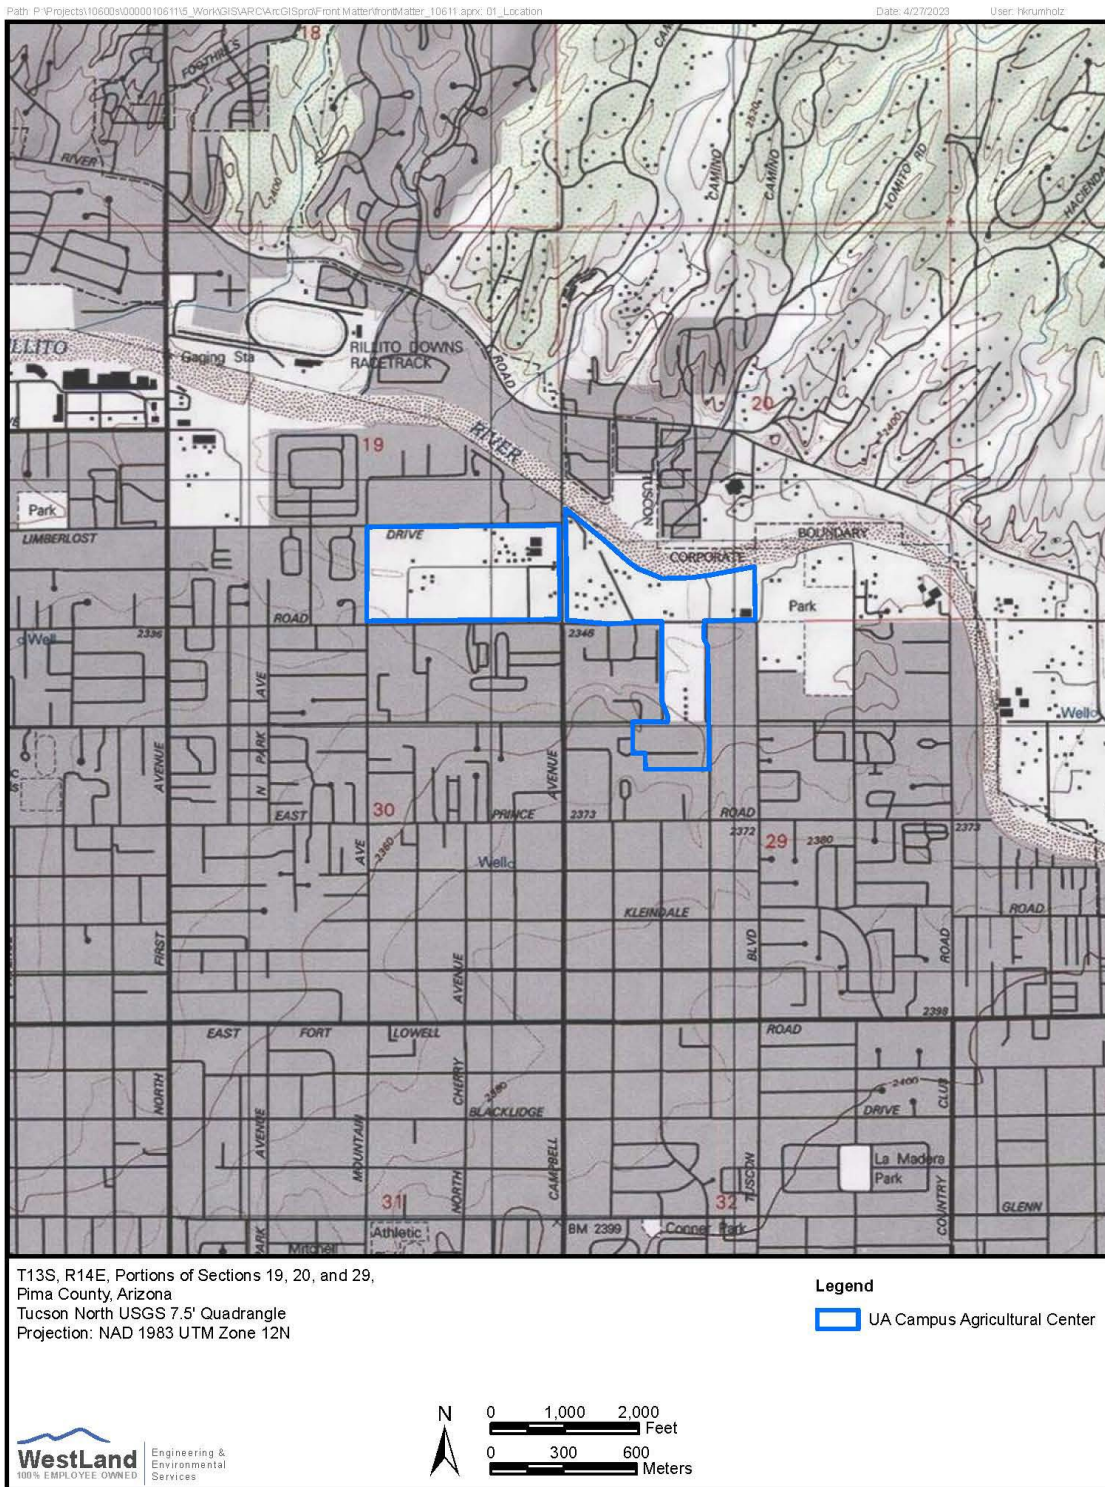 Path: P:\Projects\10600s\0000010611\5_Work\GIS\ARC\ArcGISpro\Front Matter\frontMatter_10611.aprx: 01_Location
Date: 4/27/2023
User: hkrumholz
18
FOOTHILLS
RIVER
2400
CAMINO
2520
CAMINO
LOMITO RD
HACIENDA
ILLITO
Gaging Sta
RILLITO DOWNS
RACETRACK
ROAD
RIVER
20
2400
19
TUSCON
Park
LIMBERLOST
DRIVE
CORPORATE
BOUNDARY
ROAD
Park
Well
2336
2345
AVE
PARK
N
AVENUE
AVENUE
Well
30
EAST
PRINCE
2373
ROAD
2372
29
2380
2373
AVE
2360
Well
KLEINDALE
ROAD
FIRST
AVENUE
BLVD
ROAD
2398
EAST
FORT
LOWELL
ROAD
NORTH
CHERRY
2380
BLACKLIDGE
2400
DRIVE
CLUB
AVENUE
MOUNTAIN
NORTH
CAMPBELL
TUSCON
La Madera
Park
COUNTRY
31
32
GLENN
PARK
Mitchell
Athletic
BM 2399
Conner Park
T13S, R14E, Portions of Sections 19, 20, and 29,
Pima County, Arizona
Tucson North USGS 7.5' Quadrangle
Projection: NAD 1983 UTM Zone 12N
Legend
UA Campus Agricultural Center
N
0 1,000 2,000
Feet
0 300 600
Meters
WestLand
100% EMPLOYEE OWNED
Engineering &
Environmental
Services